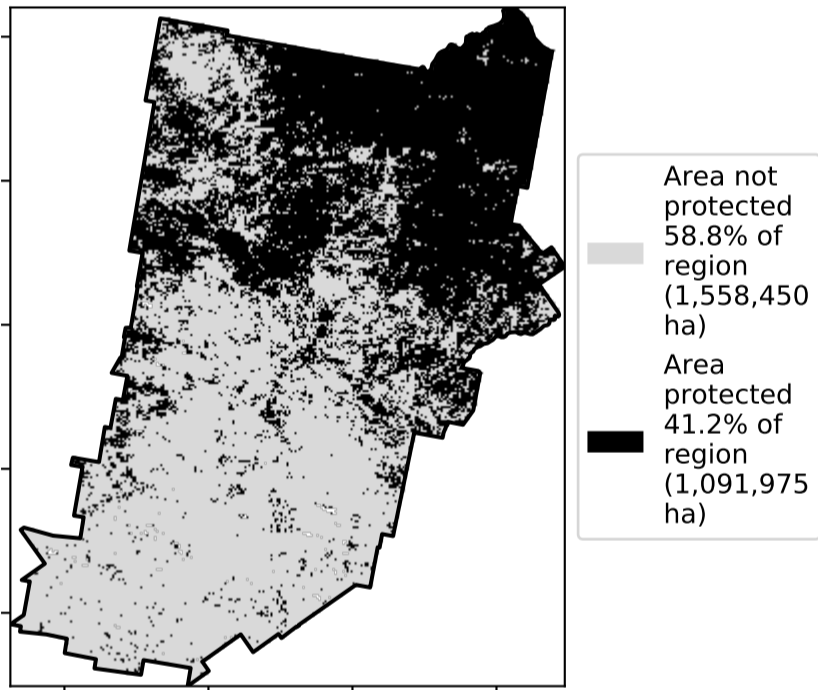 Area not
protected
58.8% of
region
(1,558,450
ha)
Area
protected
41.2% of
region
(1,091,975
ha)